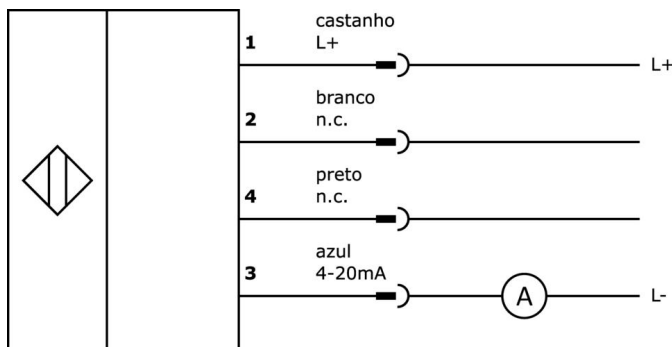 castanho
1 L+ L+
branco
2 n.c.
preto
4 n.c.
azul
3 4-20mA
A L-